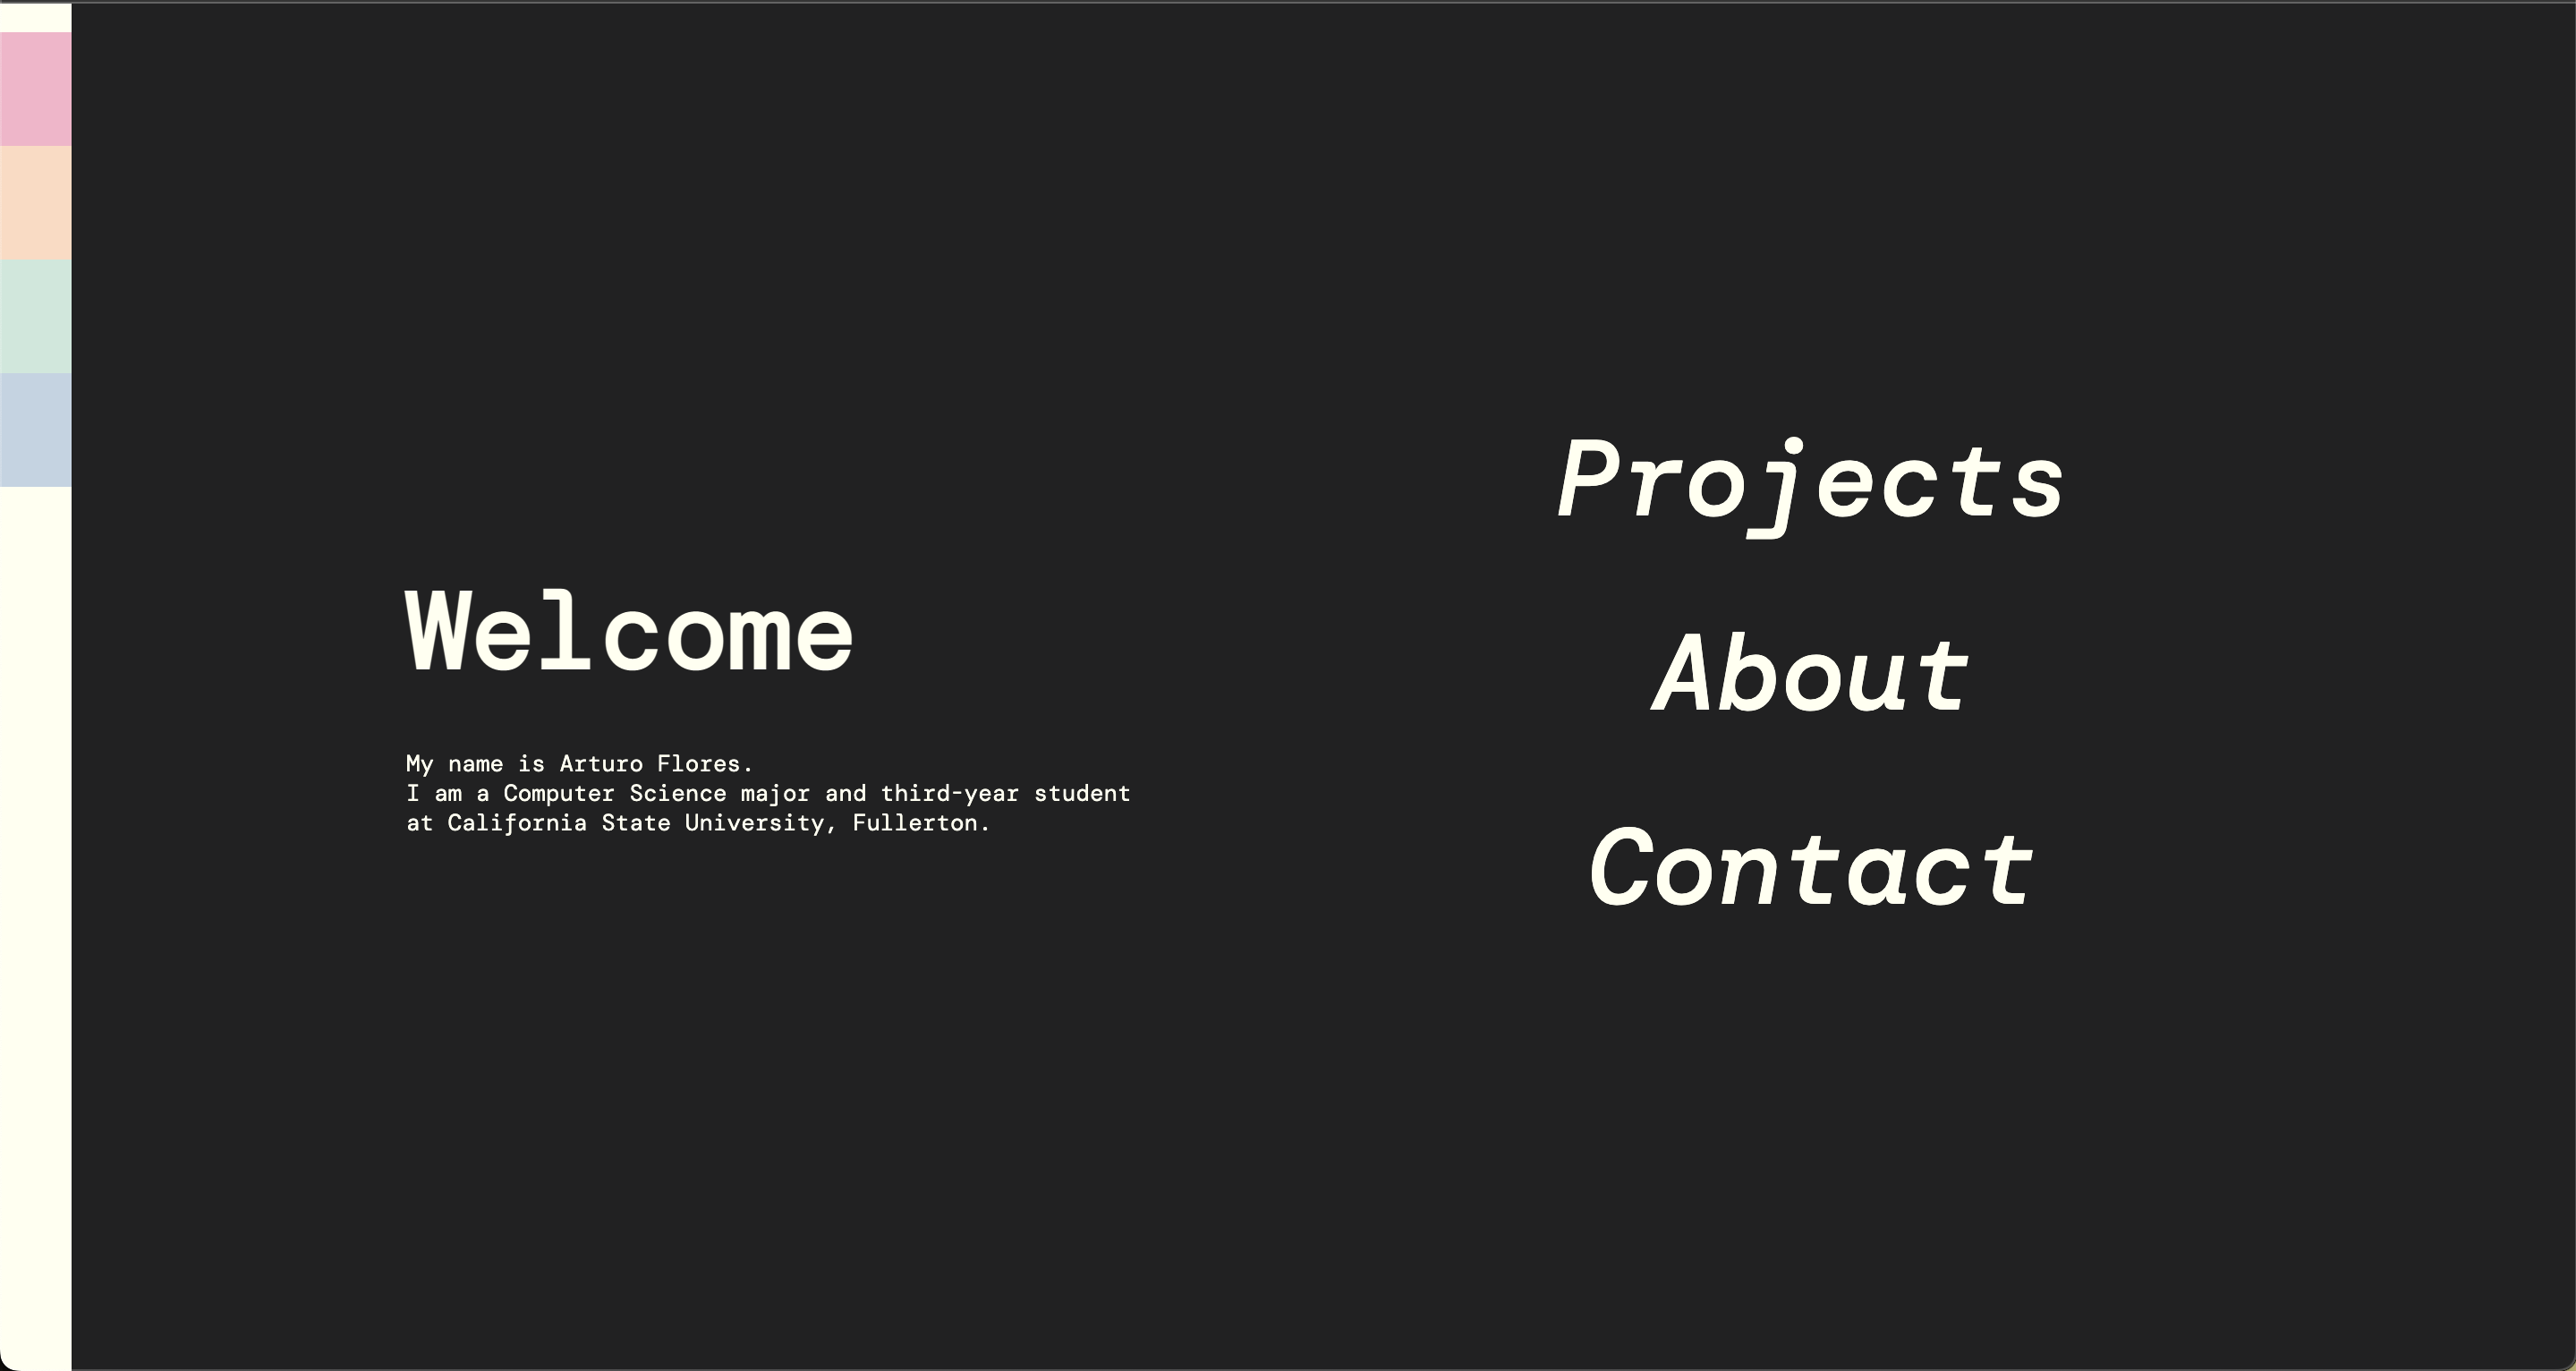 Welcome
My name is Arturo Flores.
I am a Computer Science major and third-year student
at California State University, Fullerton.
Projects
About
Contact